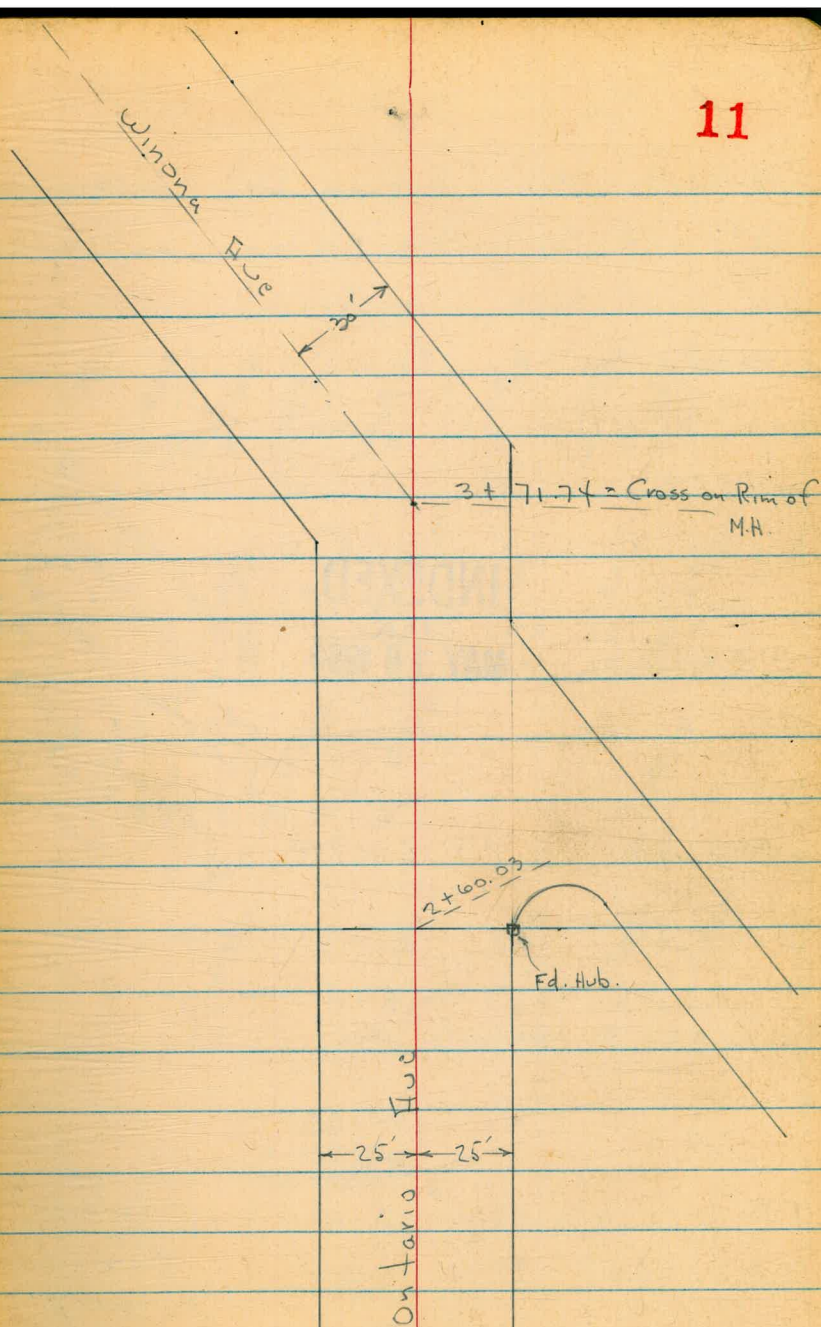 11
Winona Ave
30'
3+71.74 = Cross on Rim of
M.H.
2+60.03
Fd. Hub.
25' 25'
Ontario Ave